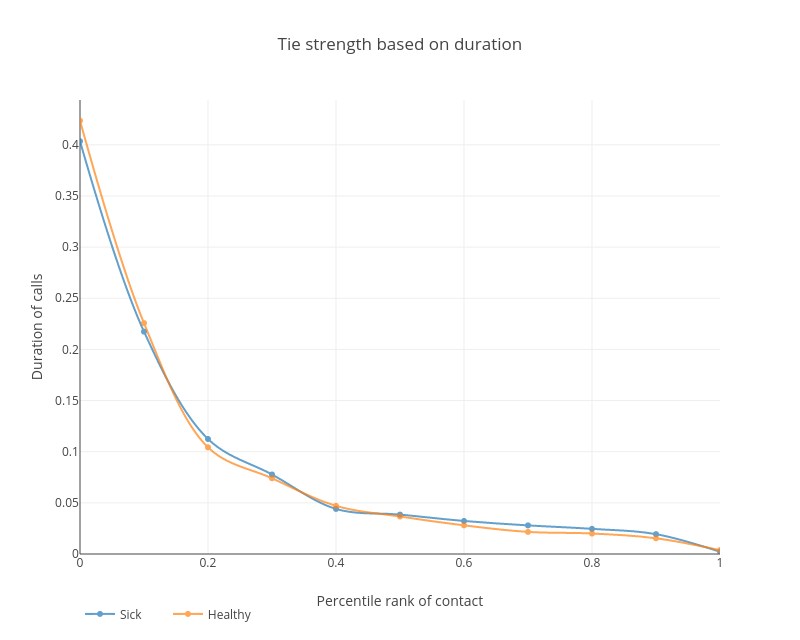 Tie strength based on duration
0.4
0.35
0.3
0.25
0.2
0.15
0.1
0.05
0
Duration of calls
0 0.2 0.4 0.6 0.8 1
Percentile rank of contact
Sick Healthy